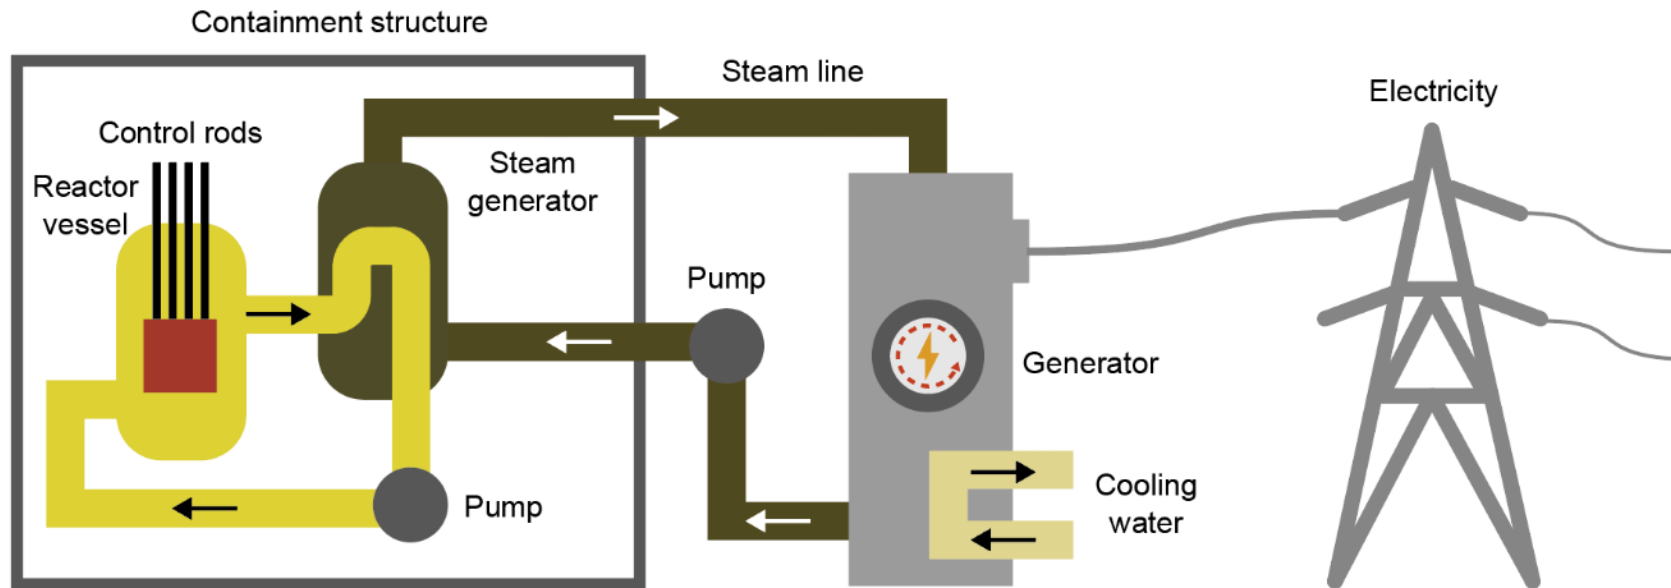 Containment structure
Steam line
Electricity
Control rods
Reactor
vessel
Steam
generator
Pump
Generator
Pump
Cooling
water